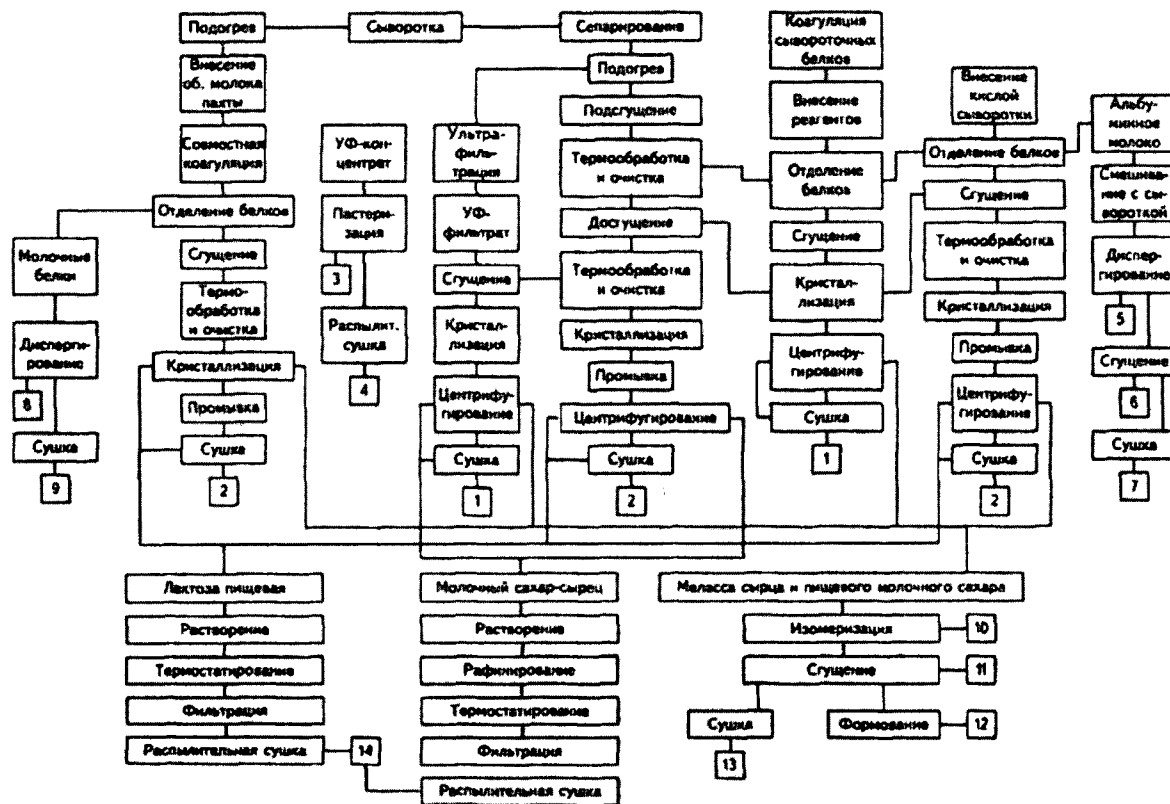 Подогрев
Сыворотка
Сепарирование
Коагуляция
сывороточных
белков
Внесение
об. молока
пахты
Подогрев
Внесение
кислой
сыворотки
Подсгущение
Внесение
реагентов
Альбу-
минное
молоко
Совмостная
коагуляция
УФ-кон-
центрат
Ультра-
филь-
трация
Термообработка
и очистка
Отделение
белков
Отделение белков
Смешива-
ние с сы-
вороткой
Отделение белков
Пастери-
зация
УФ-
фильтрат
Достущение
Сгущение
Сгущение
Молочные
белки
Сгущение
3
Сгущение
Термообработка
и очистка
Кристал-
лизация
Термообработка
и очистка
Диспер-
гирование
Термо-
обработка
и очистка
Распылит.
сушка
Кристал-
лизация
Кристаллизация
Кристаллизация
5
Дисперги-
рование
Кристаллизация
4
Промывка
Центрифу-
гирование
Промывка
Сгущение
8
Промывка
Центрифу-
гирование
Центрифугирование
Сушка
Центрифу-
гирование
6
Сушка
Сушка
Сушка
Сушка
1
Сушка
Сушка
9
2
1
2
2
7
Лактоза пищевая
Молочный сахар-сырец
Меласса сырца и пищевого молочного сахара
Растворение
Растворение
Изомеризация
10
Термостатирование
Рафинирование
Сгущение
11
Фильтрация
Термостатирование
Сушка
Формование
12
Распылительная сушка
14
Фильтрация
13
Распылительная сушка